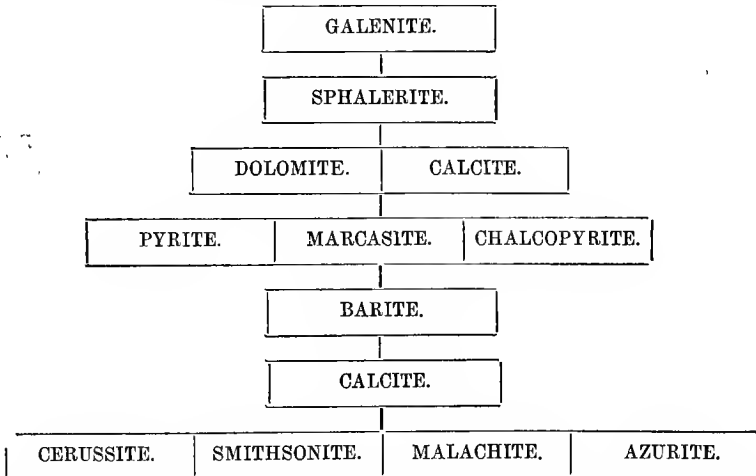 GALENITE.
SPHALERITE.
DOLOMITE. CALCITE.
PYRITE. MARCASITE. CHALCOPYRITE.
BARITE.
CALCITE.
CERUSSITE. SMITHSONITE. MALACHITE. AZURITE.